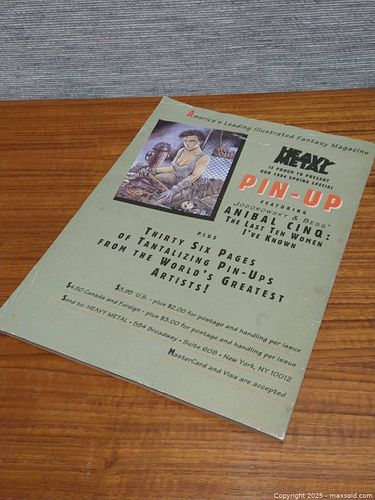 America's Leading Illustrated Fantasy Magazine
HEAVY
METAL
IS PROUD TO PRESENT
OUR 1994 SPRING SPECIAL
PIN-UP
FEATURING
JODOROWSKY & BESS'
ANIBAL CINQ:
THE LAST TEN WOMEN
I'VE KNOWN
PLUS
THIRTY SIX PAGES
OF TANTALIZING PIN-UPS
FROM THE WORLD'S GREATEST
ARTISTS!
$3.95 U.S. - plus $2.00 for postage and handling per issue
$4.50 Canada and Foreign - plus $3.00 for postage and handling per issue
Send to: HEAVY METAL • 584 Broadway • Suite 608 • New York, NY 10012
MasterCard and Visa are accepted
Copyright 2025 - maxsold.com